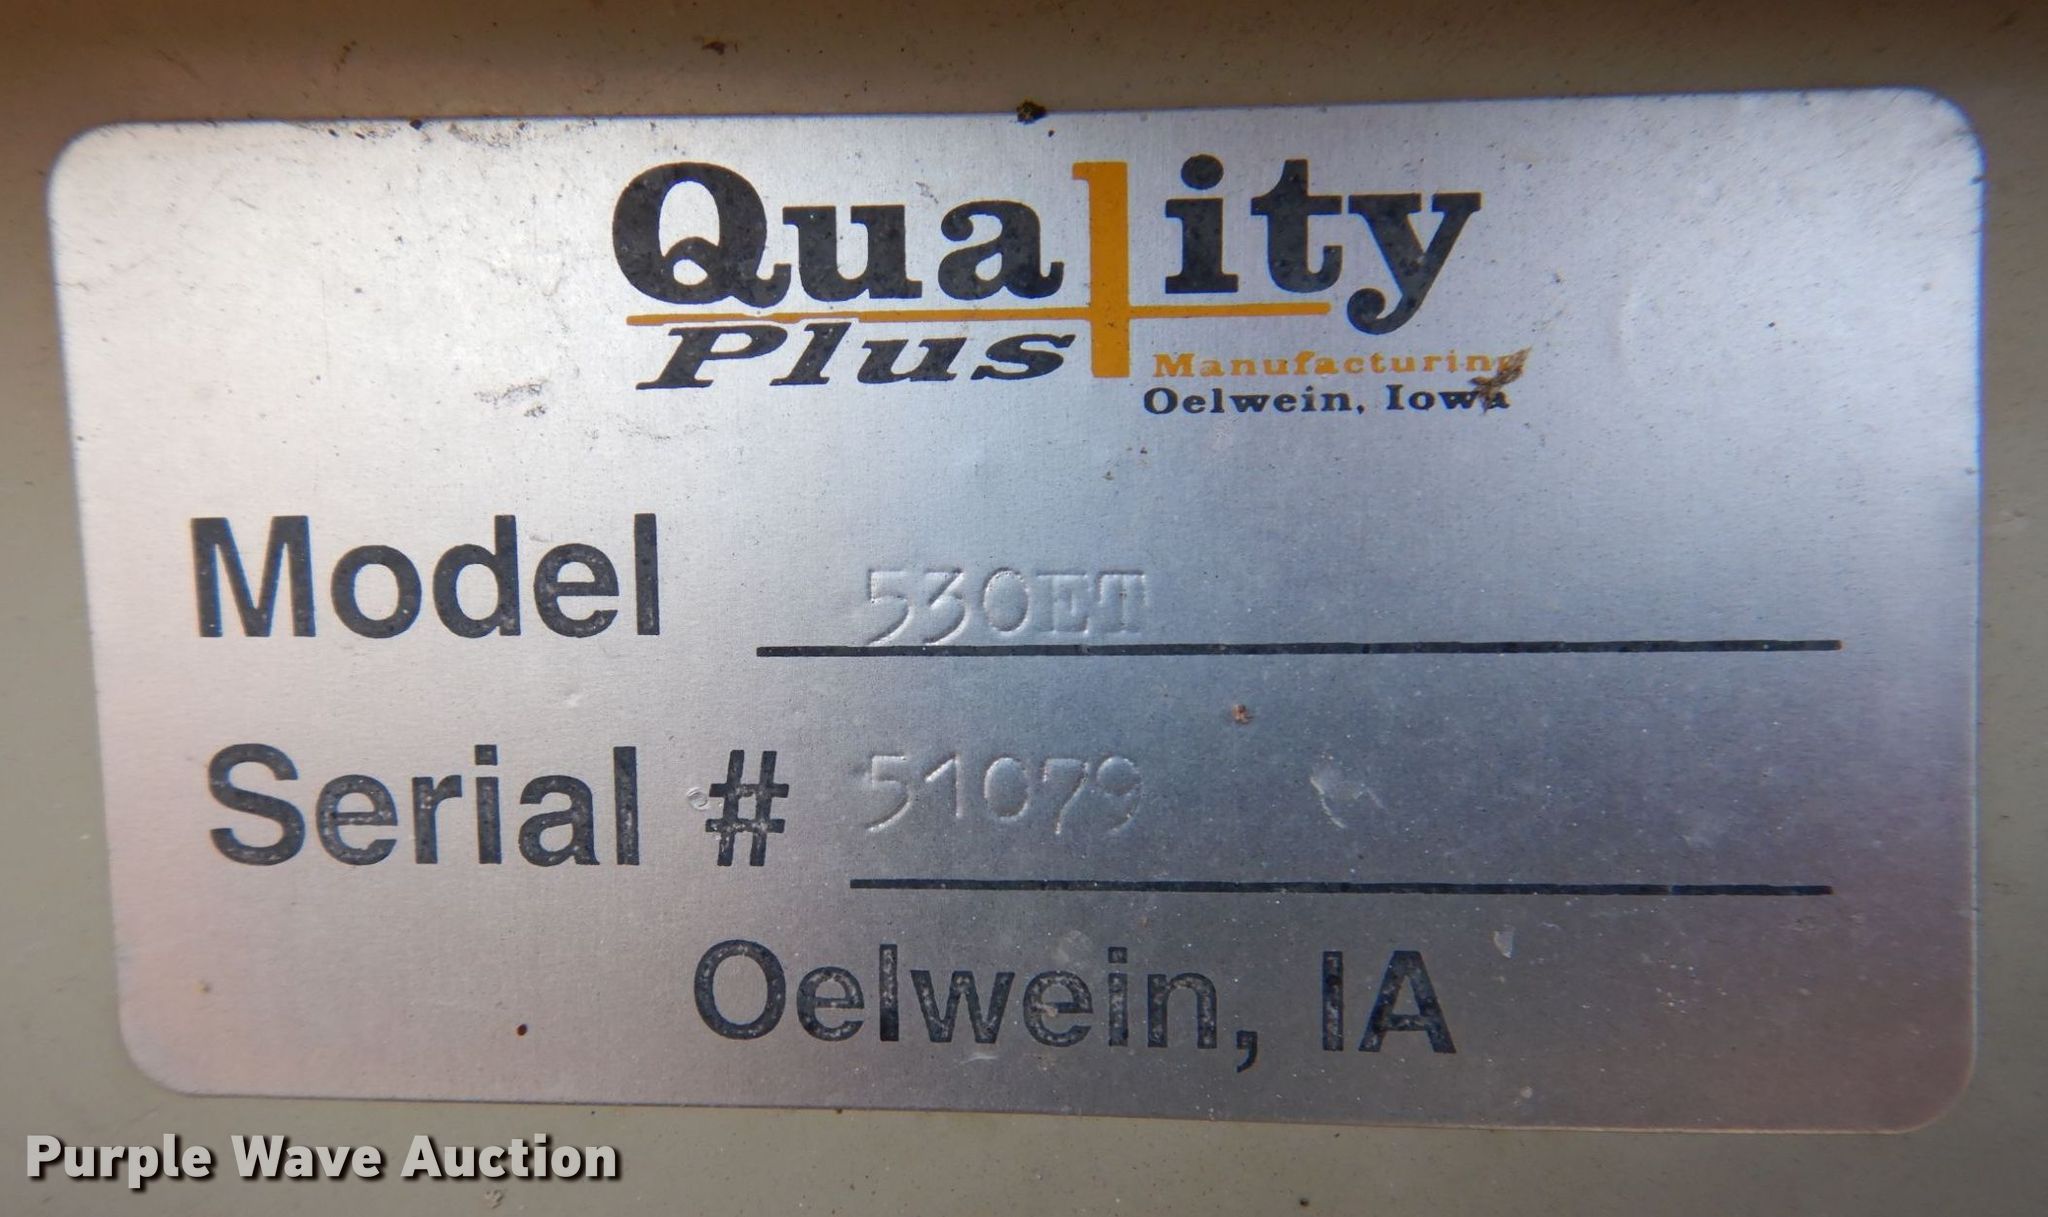 Quality
Plus
Manufacturing
Oelwein, Iowa
Model 530ET
Serial # 51079
Oelwein, IA
Purple Wave Auction